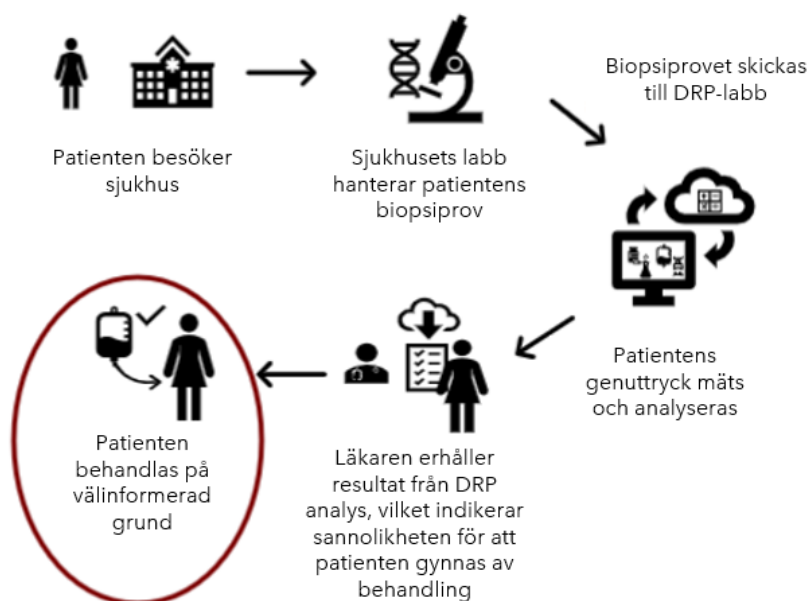 Patienten besöker
sjukhus
Sjukhusets labb
hanterar patientens
biopsiprov
Biopsiprovet skickas
till DRP-labb
Patientens
genuttryck mäts
och analyseras
Läkaren erhåller
resultat från DRP
analys, vilket indikerar
sannolikheten för att
patienten gynnas av
behandling
Patienten
behandlas på
välinformerad
grund